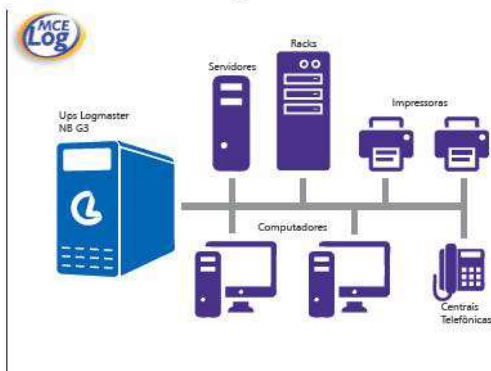 MCE
Log
Racks
Servidores
Impressoras
Ups Logmaster
NB G3
Computadores
Centrais
Telefônicas